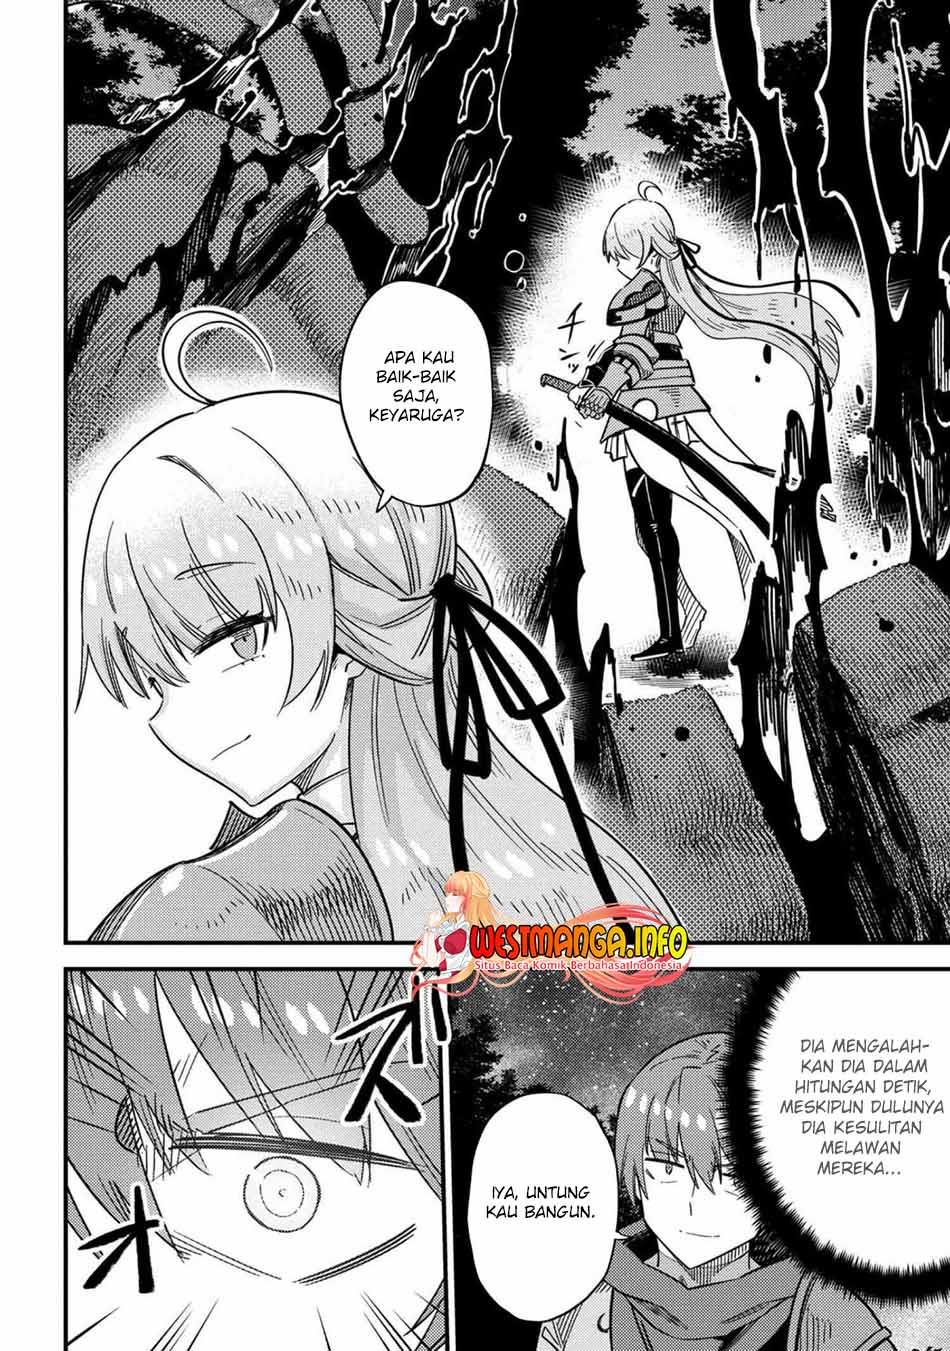 APA KAU
BAIK-BAIK
SAJA,
KEYARUGA?
WESTMANGA.INFO
Situs Baca Komik Berbahasa Indonesia
DIA MENGALAH-
KAN DIA DALAM
HITUNGAN DETIK,
MESKIPUN DULUNYA
DIA KESULITAN
MELAWAN
MEREKA...
IYA, UNTUNG
KAU BANGUN.